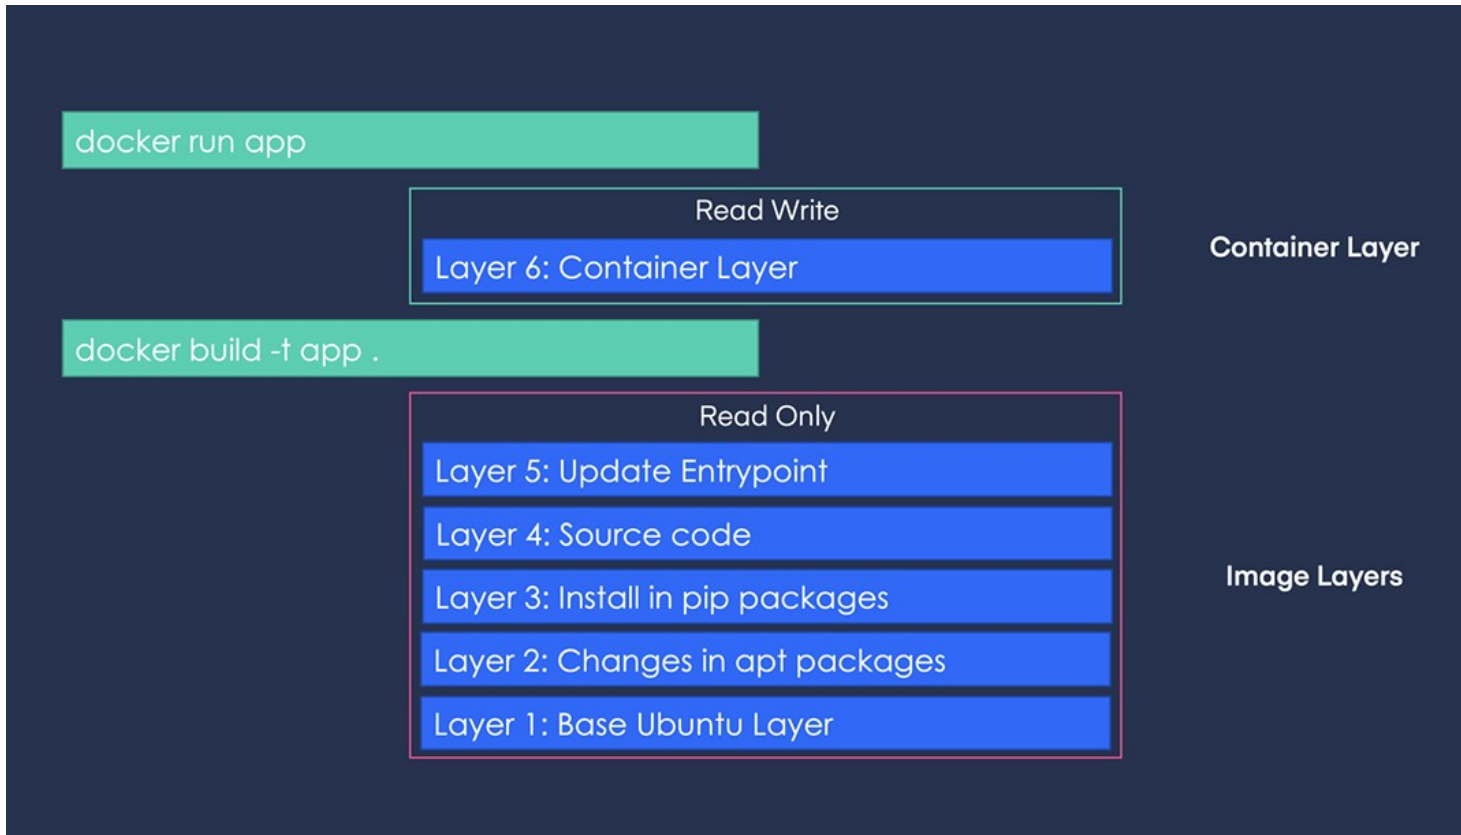 docker run app
Read Write
Layer 6: Container Layer
Container Layer
docker build -t app .
Read Only
Layer 5: Update Entrypoint
Layer 4: Source code
Layer 3: Install in pip packages
Layer 2: Changes in apt packages
Layer 1: Base Ubuntu Layer
Image Layers